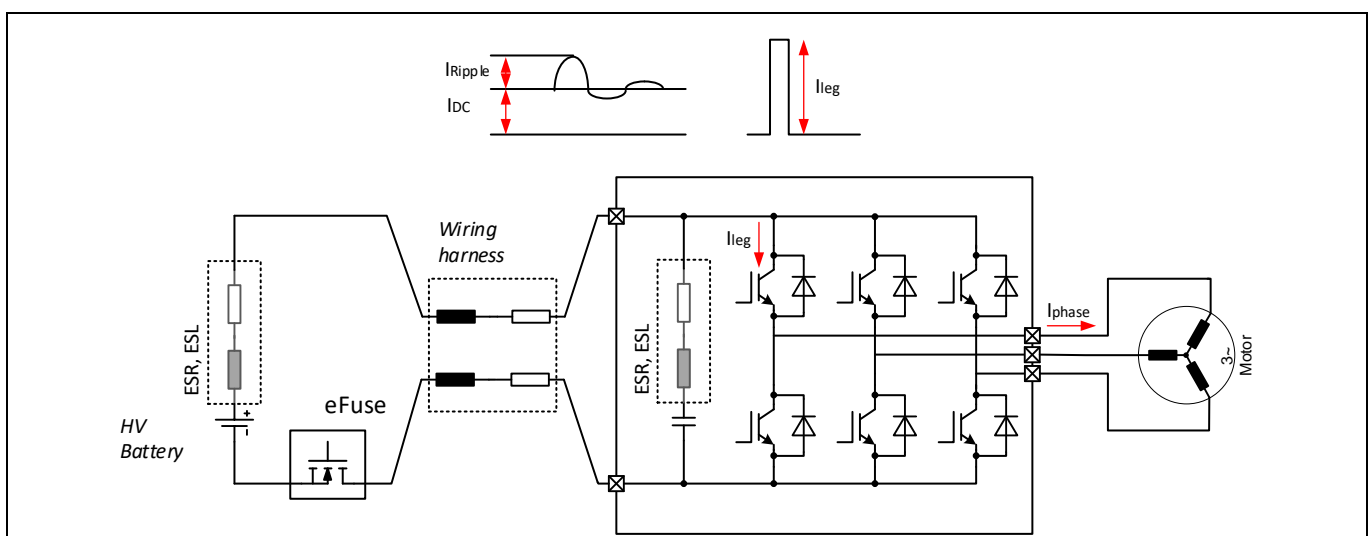 IRipple
IDC
Ileg
Wiring
harness
Ileg
ESR, ESL
ESR, ESL
Iphase
3~
Motor
+
-
eFuse
HV
Battery